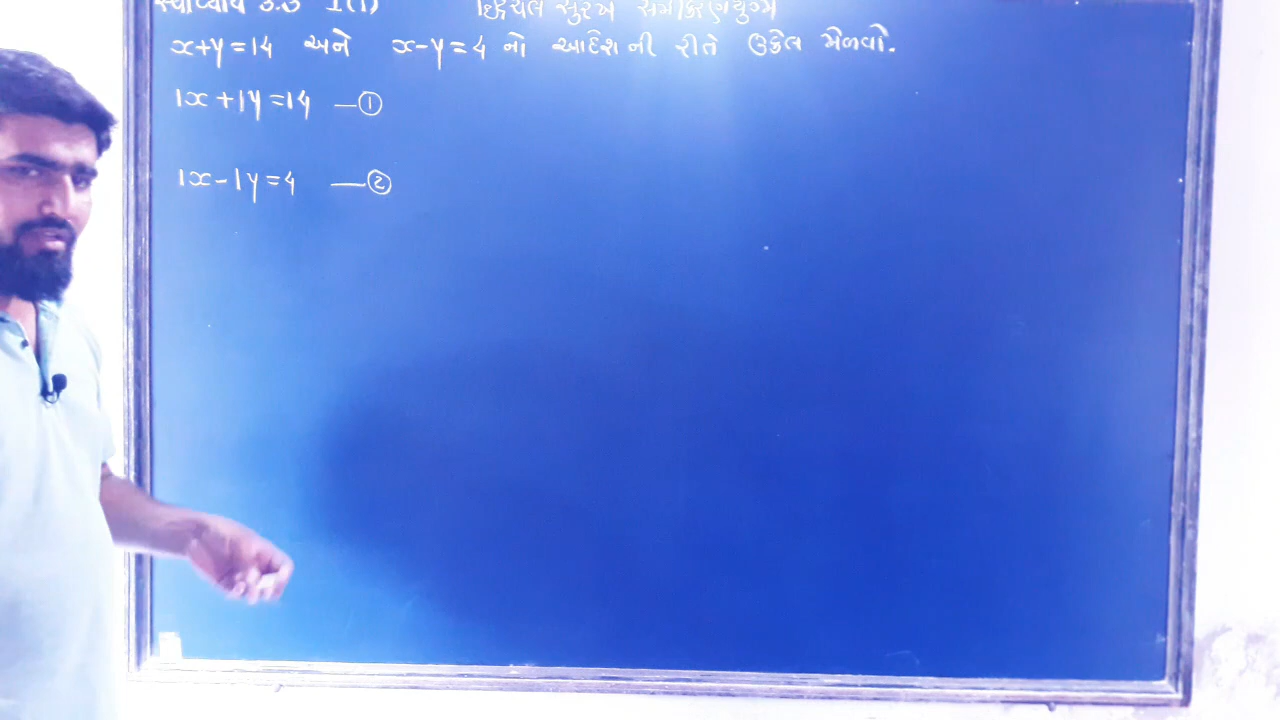 સ્વાધ્યાય 3.3 1(1) દ્વિચલ સુરેખ સમીકરણયુગ્મ
x+y=14 અને x-y=4 નો આદેશ ની રીતે ઉકેલ મેળવો.
1x+1y=14 —①
1x-1y=4 —②